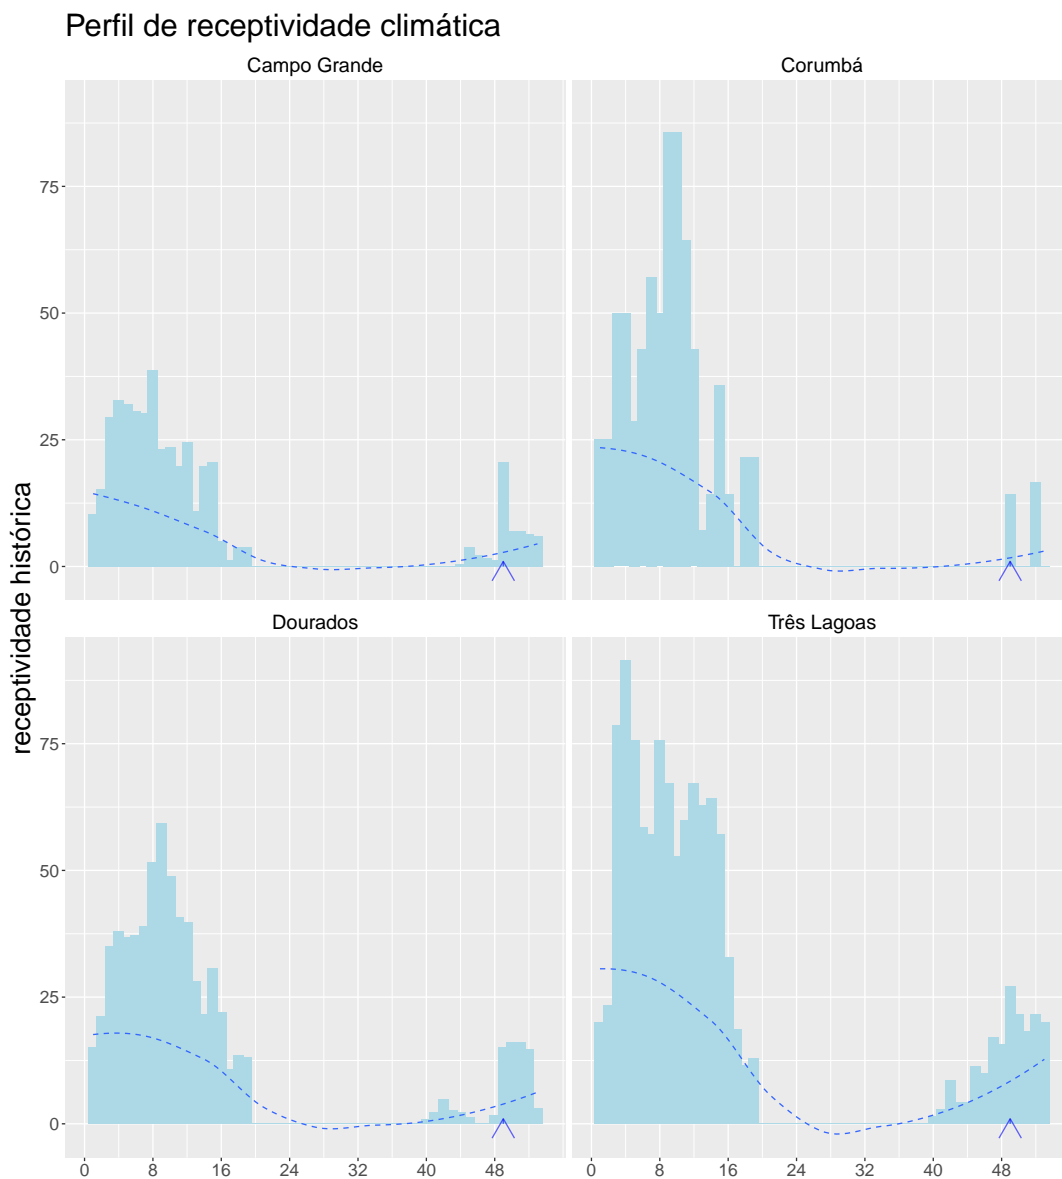 Perfil de receptividade climática
Campo Grande
Corumbá
75
50
25
0
Dourados
Três Lagoas
75
50
25
0
receptividade histórica
0 8 16 24 32 40 48
0 8 16 24 32 40 48